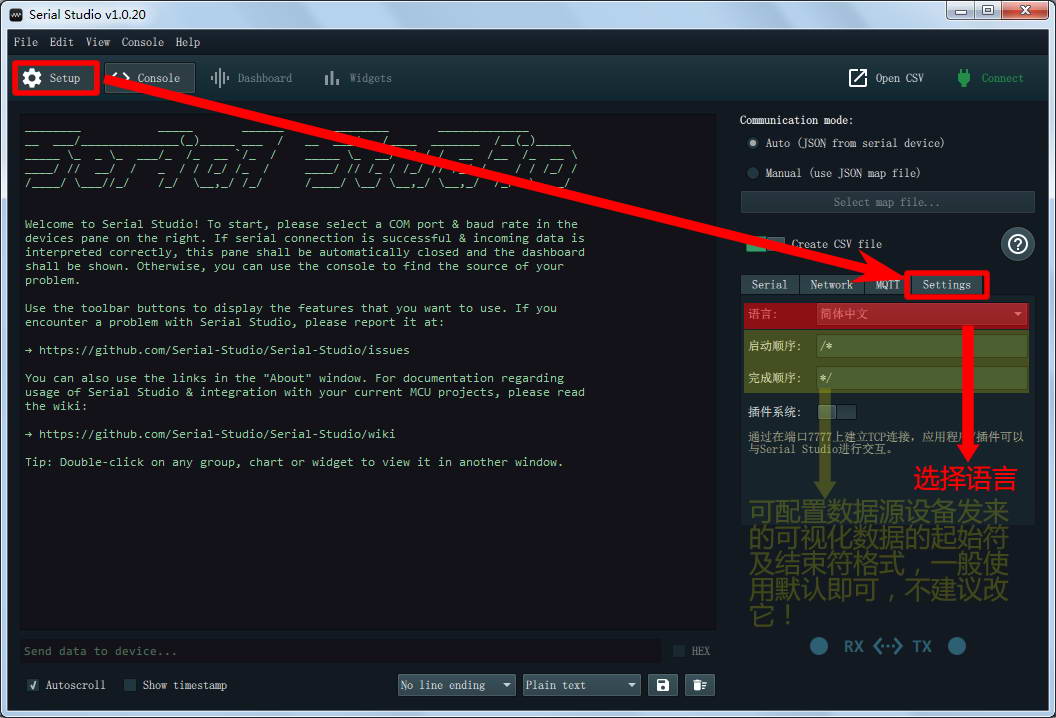 Serial Studio v1.0.20
File Edit View Console Help
Setup Console Dashboard Widgets Open CSV Connect
Communication mode:
Auto (JSON from serial device)
Manual (use JSON map file)
Select map file...
Create CSV file
Serial Network MQTT Settings
语言: 简体中文
启动顺序: /*
完成顺序: */
插件系统:
通过在端口7777上建立TCP连接，应用程序/插件可以
与Serial Studio进行交互。
选择语言
可配置数据源设备发来
的可视化数据的起始符
及结束符格式，一般使
用默认即可，不建议改
它！
RX TX
Welcome to Serial Studio! To start, please select a COM port & baud rate in the
devices pane on the right. If serial connection is successful & incoming data is
interpreted correctly, this pane shall be automatically closed and the dashboard
shall be shown. Otherwise, you can use the console to find the source of your
problem.
Use the toolbar buttons to display the features that you want to use. If you
encounter a problem with Serial Studio, please report it at:
→ https://github.com/Serial-Studio/Serial-Studio/issues
You can also use the links in the "About" window. For documentation regarding
usage of Serial Studio & integration with your current MCU projects, please read
the wiki:
→ https://github.com/Serial-Studio/Serial-Studio/wiki
Tip: Double-click on any group, chart or widget to view it in another window.
Send data to device... HEX
Autoscroll Show timestamp No line ending Plain text